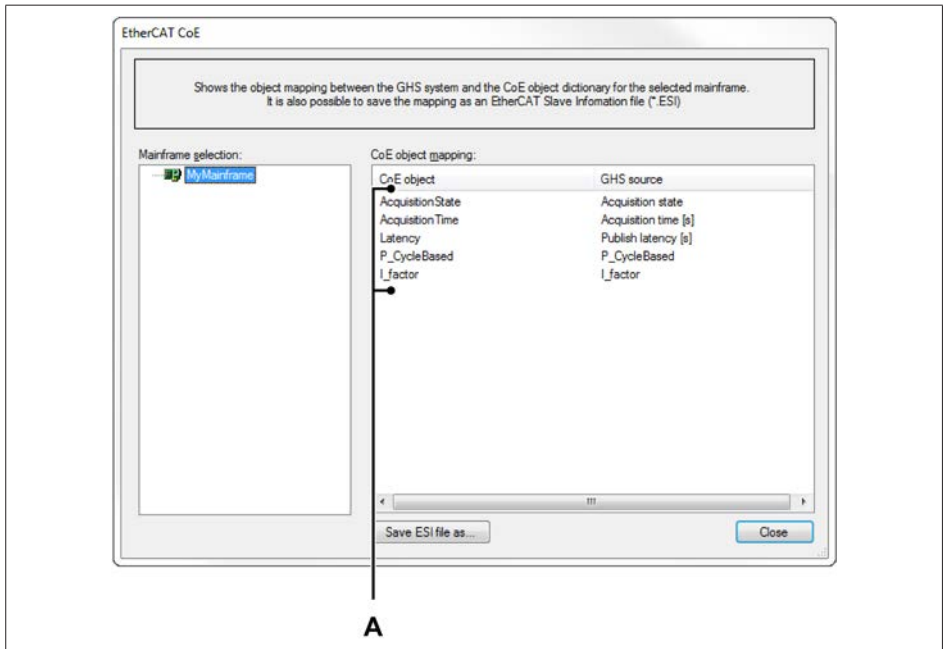 EtherCAT CoE
Shows the object mapping between the GHS system and the CoE object dictionary for the selected mainframe.
It is also possible to save the mapping as an EtherCAT Slave Infomation file (*.ESI)
Mainframe selection:
MyMainframe
CoE object mapping:
CoE object GHS source
AcquisitionState Acquisition state
AcquisitionTime Acquisition time [s]
Latency Publish latency [s]
P_CycleBased P_CycleBased
I_factor I_factor
Save ESI file as... Close
A